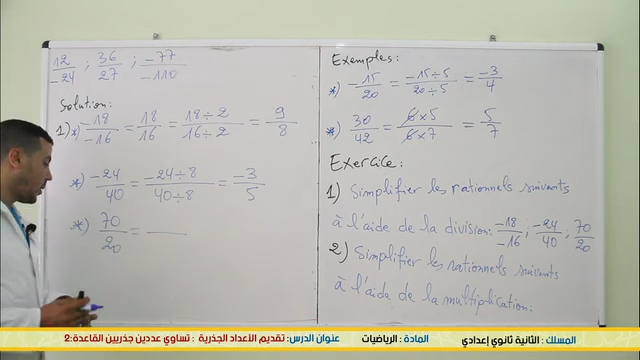 12/-24 ; 36/27 ; -77/-110
Solution:
1) *) -18/-16 = 18/16 = 18÷2/16÷2 = 9/8
*) -24/40 = -24÷8/40÷8 = -3/5
*) 70/20 =
Exemples:
*) -15/20 = -15÷5/20÷5 = -3/4
*) 30/42 = 6×5/6×7 = 5/7
Exercice:
1) Simplifier les rationnels suivants
à l'aide de la division: -18/-16 ; -24/40 ; 70/20
2) Simplifier les rationnels suivants
à l'aide de la multiplication:
المسلك : الثانية ثانوي إعدادي المادة : الرياضيات عنوان الدرس: تقديم الأعداد الجذرية : تساوي عددين جذريين القاعدة:2